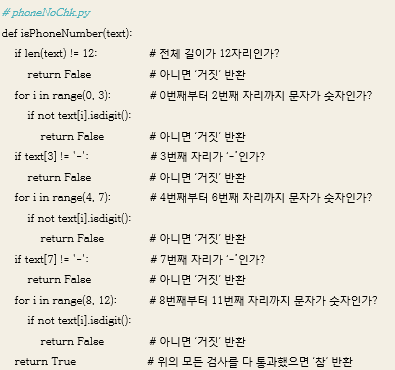 # phoneNoChk.py
def isPhoneNumber(text):
if len(text) != 12: # 전체 길이가 12자리인가?
return False # 아니면 '거짓' 반환
for i in range(0, 3): # 0번째부터 2번째 자리까지 문자가 숫자인가?
if not text[i].isdigit():
return False # 아니면 '거짓' 반환
if text[3] != '-': # 3번째 자리가 '-'인가?
return False # 아니면 '거짓' 반환
for i in range(4, 7): # 4번째부터 6번째 자리까지 문자가 숫자인가?
if not text[i].isdigit():
return False # 아니면 '거짓' 반환
if text[7] != '-': # 7번째 자리가 '-'인가?
return False # 아니면 '거짓' 반환
for i in range(8, 12): # 8번째부터 11번째 자리까지 문자가 숫자인가?
if not text[i].isdigit():
return False # 아니면 '거짓' 반환
return True # 위의 모든 검사를 다 통과했으면 '참' 반환